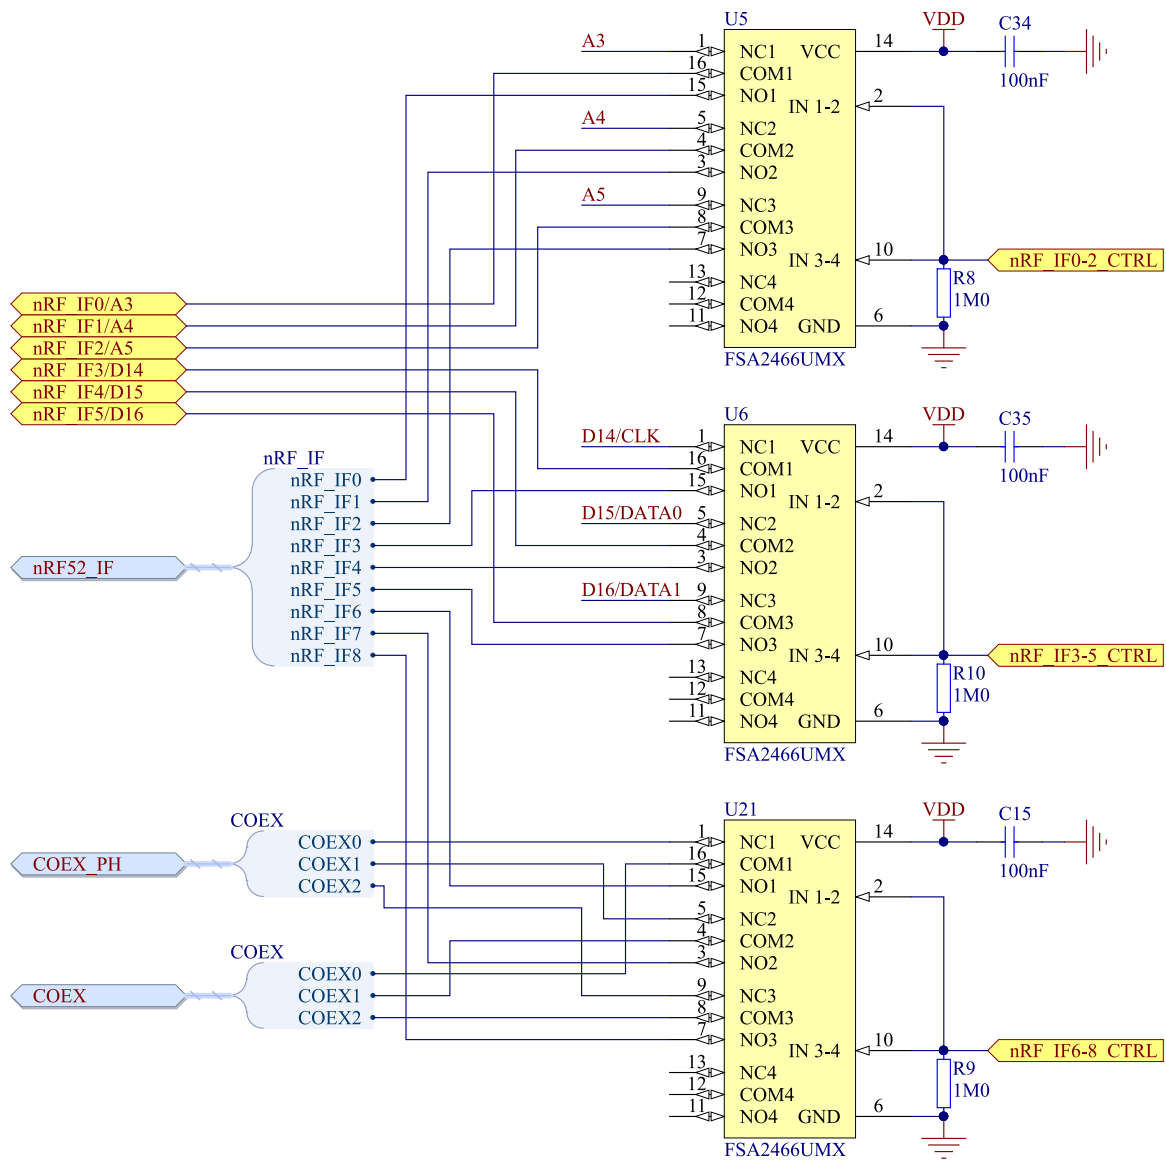 U5
VDD
C34
100nF
A3
1
NC1
VCC
14
16
COM1
15
NO1
IN 1-2
2
A4
5
NC2
4
COM2
3
NO2
A5
9
NC3
8
COM3
7
NO3
IN 3-4
10
nRF_IF0-2_CTRL
R8
1M0
13
NC4
12
COM4
11
NO4
GND
6
FSA2466UMX
nRF_IF0/A3
nRF_IF1/A4
nRF_IF2/A5
nRF_IF3/D14
nRF_IF4/D15
nRF_IF5/D16
U6
VDD
C35
100nF
D14/CLK
1
NC1
VCC
14
16
COM1
15
NO1
IN 1-2
2
D15/DATA0
5
NC2
4
COM2
3
NO2
D16/DATA1
9
NC3
8
COM3
7
NO3
IN 3-4
10
nRF_IF3-5_CTRL
R10
1M0
13
NC4
12
COM4
11
NO4
GND
6
FSA2466UMX
nRF_IF
nRF_IF0
nRF_IF1
nRF_IF2
nRF_IF3
nRF_IF4
nRF_IF5
nRF_IF6
nRF_IF7
nRF_IF8
nRF52_IF
U21
VDD
C15
100nF
1
NC1
VCC
14
16
COM1
15
NO1
IN 1-2
2
5
NC2
4
COM2
3
NO2
9
NC3
8
COM3
7
NO3
IN 3-4
10
nRF_IF6-8_CTRL
R9
1M0
13
NC4
12
COM4
11
NO4
GND
6
FSA2466UMX
COEX
COEX0
COEX1
COEX2
COEX_PH
COEX
COEX0
COEX1
COEX2
COEX